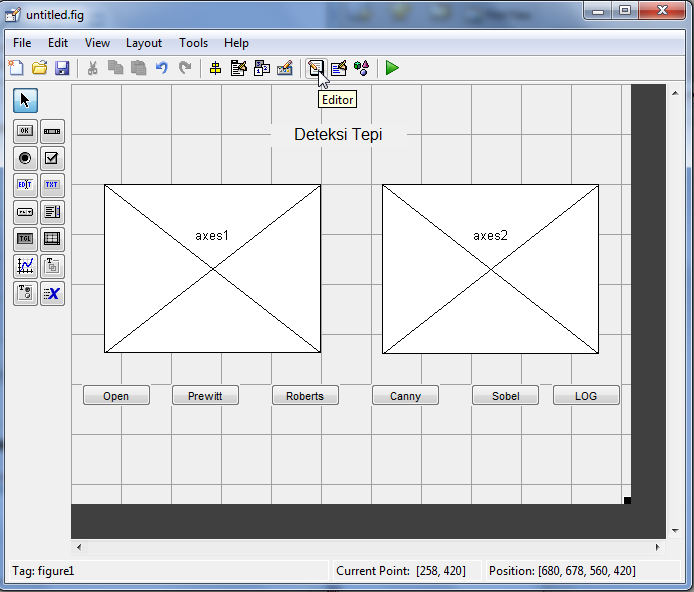 untitled.fig
File Edit View Layout Tools Help
Editor
OK
EDIT TXT
TGL
Deteksi Tepi
axes1 axes2
Open Prewitt Roberts Canny Sobel LOG
Tag: figure1 Current Point: [258, 420] Position: [680, 678, 560, 420]